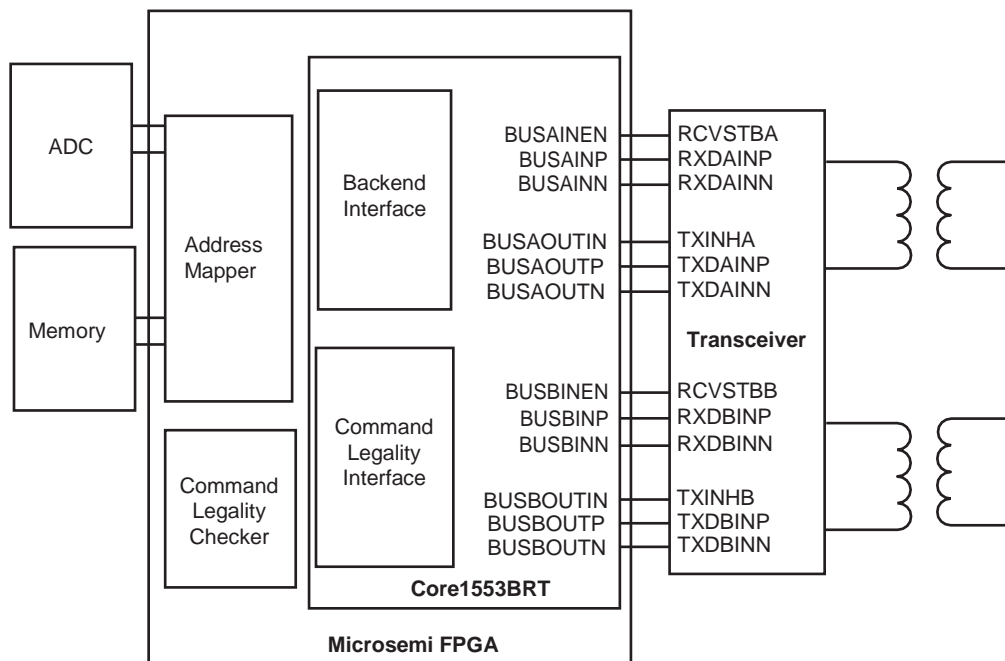 ADC
Memory
Address
Mapper
Command
Legality
Checker
Backend
Interface
Command
Legality
Interface
BUSAINEN
BUSAINP
BUSAINN
BUSAOUTIN
BUSAOUTP
BUSAOUTN
BUSBINEN
BUSBINP
BUSBINN
BUSBOUTIN
BUSBOUTP
BUSBOUTN
Core1553BRT
Microsemi FPGA
RCVSTBA
RXDAINP
RXDAINN
TXINHA
TXDAINP
TXDAINN
Transceiver
RCVSTBB
RXDBINP
RXDBINN
TXINHB
TXDBINP
TXDBINN